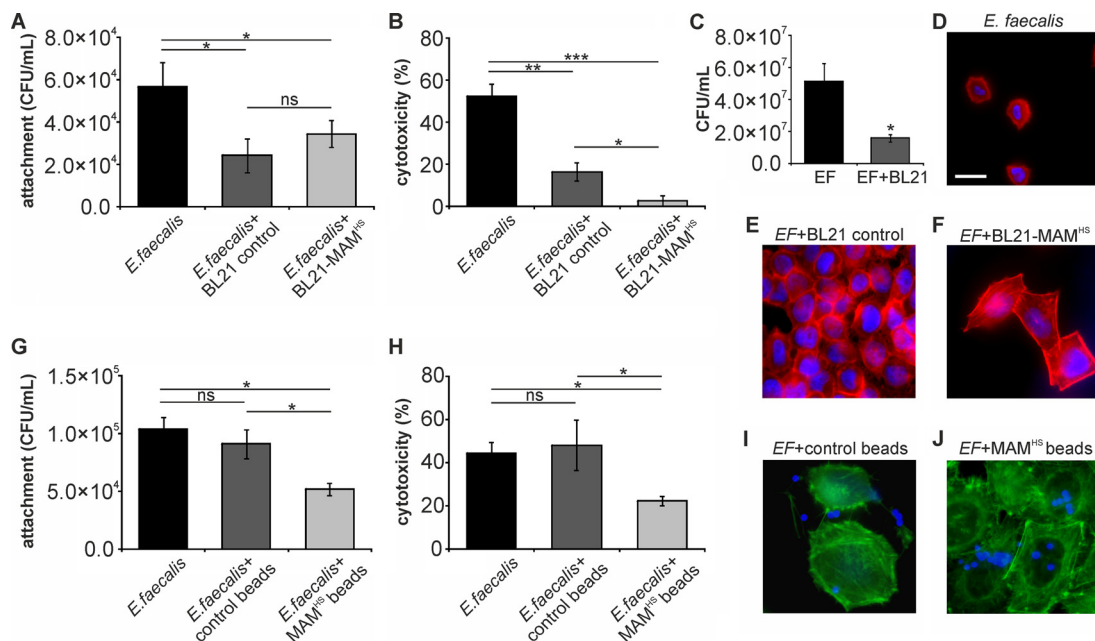 A
attachment (CFU/mL)
8.0×10⁴
6.0×10⁴
4.0×10⁴
2.0×10⁴
0.0
*
*
ns
E.faecalis
E.faecalis+
BL21 control
E.faecalis+
BL21-MAMᴴˢ
B
cytotoxicity (%)
80
60
40
20
0
***
**
*
E.faecalis
E.faecalis+
BL21 control
E.faecalis+
BL21-MAMᴴˢ
C
CFU/mL
8.0×10⁷
6.0×10⁷
4.0×10⁷
2.0×10⁷
0.0
*
EF
EF+BL21
D
E. faecalis
E
EF+BL21 control
F
EF+BL21-MAMᴴˢ
G
attachment (CFU/mL)
1.5×10⁵
1.0×10⁵
5.0×10⁴
0.0
*
ns
*
E.faecalis
E.faecalis+
control beads
E.faecalis+
MAMᴴˢ beads
H
cytotoxicity (%)
80
60
40
20
0
*
*
ns
E.faecalis
E.faecalis+
control beads
E.faecalis+
MAMᴴˢ beads
I
EF+control beads
J
EF+MAMᴴˢ beads